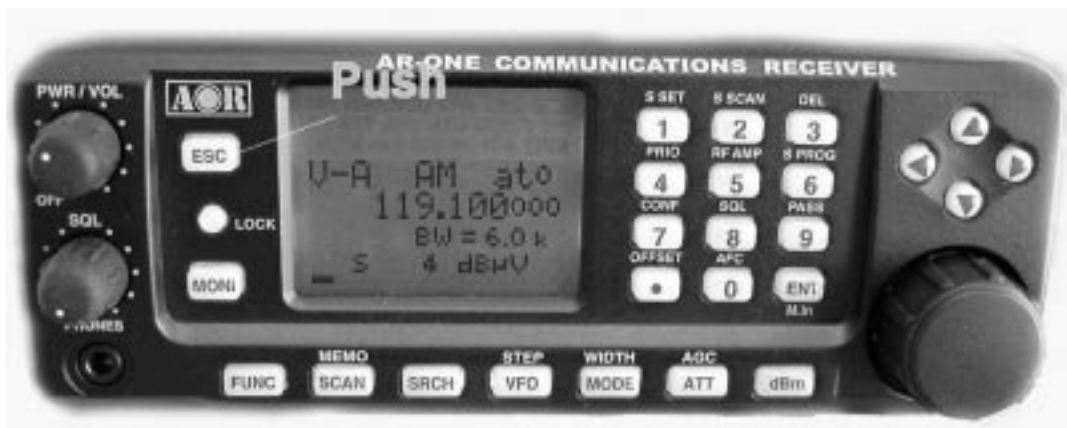 AR-ONE COMMUNICATIONS RECEIVER
Push
PWR / VOL
AOR
S SET S SCAN DEL
1 2 3
ESC
PRIO RF AMP S PROG
V-A AM ato
4 5 6
OFF
119.100000
CONF SQL PASS
SQL
LOCK
7 8 9
BW = 6.0 k
OFFSET AFC
S 4 dBµV
MONi
• 0 ENT
M.In
PHONES
MEMO STEP WIDTH AGC
FUNC SCAN SRCH VFO MODE ATT dBm